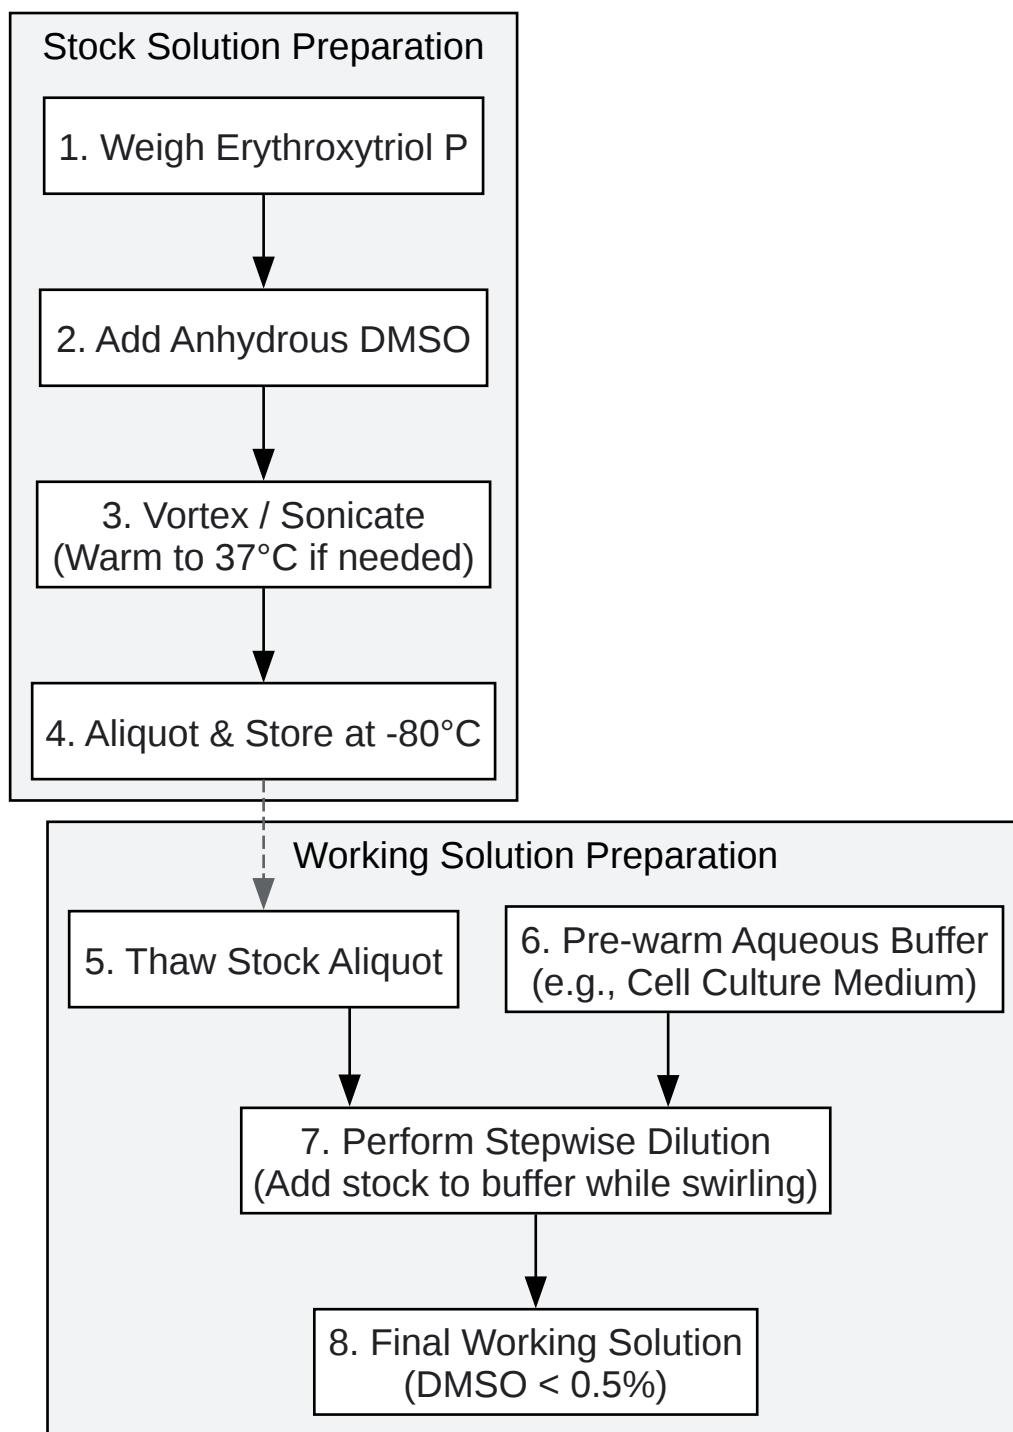 Stock Solution Preparation
1. Weigh Erythroxytriol P
2. Add Anhydrous DMSO
3. Vortex / Sonicate
(Warm to 37°C if needed)
4. Aliquot & Store at -80°C
Working Solution Preparation
5. Thaw Stock Aliquot
6. Pre-warm Aqueous Buffer
(e.g., Cell Culture Medium)
7. Perform Stepwise Dilution
(Add stock to buffer while swirling)
8. Final Working Solution
(DMSO < 0.5%)